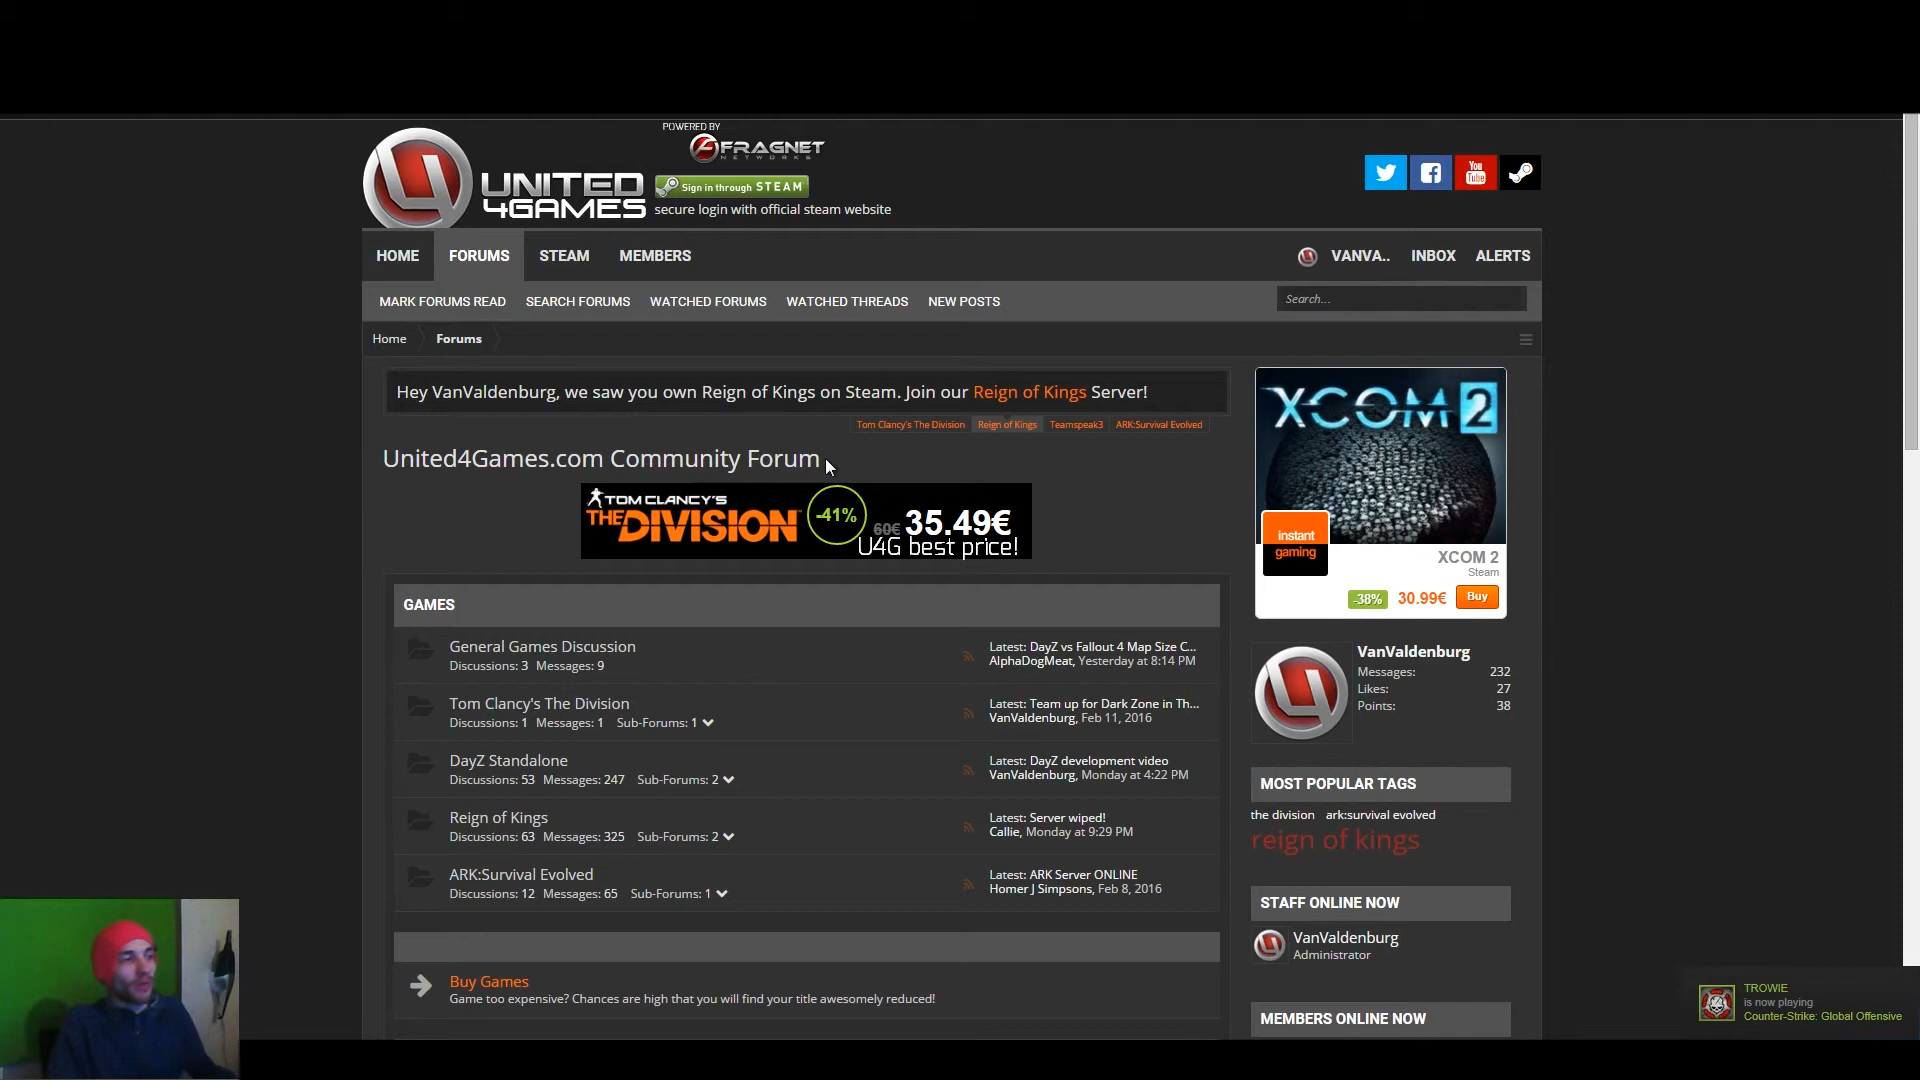 POWERED BY
FRAGNET
NETWORKS
UNITED
4GAMES
Sign in through STEAM
secure login with official steam website
You
Tube
HOME FORUMS STEAM MEMBERS VANVA.. INBOX ALERTS
MARK FORUMS READ SEARCH FORUMS WATCHED FORUMS WATCHED THREADS NEW POSTS Search...
Home Forums
Hey VanValdenburg, we saw you own Reign of Kings on Steam. Join our Reign of Kings Server!
Tom Clancy's The Division Reign of Kings Teamspeak3 ARK:Survival Evolved
United4Games.com Community Forum
TOM CLANCY'S
THE DIVISION
-41%
60€ 35.49€
U4G best price!
GAMES
General Games Discussion
Discussions: 3 Messages: 9
Latest: DayZ vs Fallout 4 Map Size C...
AlphaDogMeat, Yesterday at 8:14 PM
Tom Clancy's The Division
Discussions: 1 Messages: 1 Sub-Forums: 1
Latest: Team up for Dark Zone in Th...
VanValdenburg, Feb 11, 2016
DayZ Standalone
Discussions: 53 Messages: 247 Sub-Forums: 2
Latest: DayZ development video
VanValdenburg, Monday at 4:22 PM
Reign of Kings
Discussions: 63 Messages: 325 Sub-Forums: 2
Latest: Server wiped!
Callie, Monday at 9:29 PM
ARK:Survival Evolved
Discussions: 12 Messages: 65 Sub-Forums: 1
Latest: ARK Server ONLINE
Homer J Simpsons, Feb 8, 2016
Buy Games
Game too expensive? Chances are high that you will find your title awesomely reduced!
XCOM 2
instant
gaming
XCOM 2
Steam
-38% 30.99€ Buy
VanValdenburg
Messages: 232
Likes: 27
Points: 38
MOST POPULAR TAGS
the division ark:survival evolved
reign of kings
STAFF ONLINE NOW
VanValdenburg
Administrator
MEMBERS ONLINE NOW
TROWIE
is now playing
Counter-Strike: Global Offensive